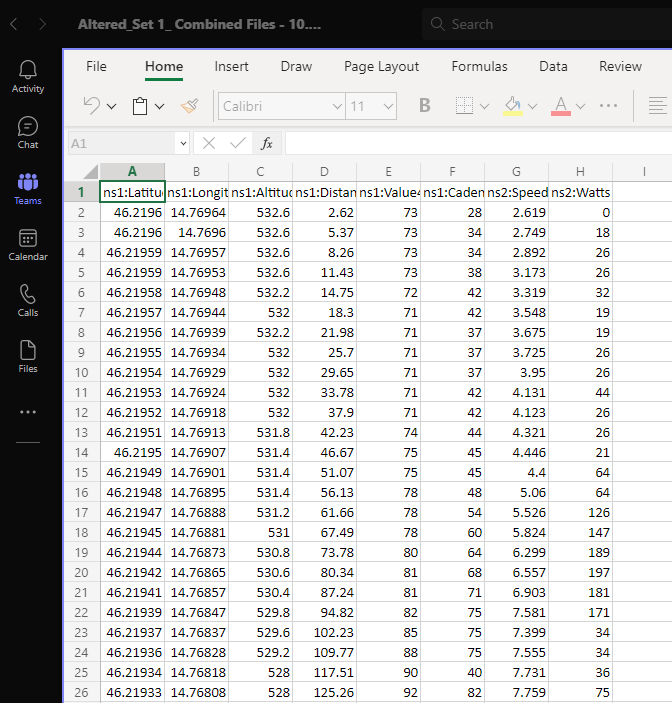 Altered_Set 1_ Combined Files - 10....
Search
Activity
Chat
Teams
Calendar
Calls
Files
File Home Insert Draw Page Layout Formulas Data Review
Calibri 11 B A
A1 fx
A B C D E F G H I
1 ns1:Latitu ns1:Longit ns1:Altitud ns1:Distan ns1:Value4 ns1:Caden ns2:Speed ns2:Watts
2 46.2196 14.76964 532.6 2.62 73 28 2.619 0
3 46.2196 14.7696 532.6 5.37 73 34 2.749 18
4 46.21959 14.76957 532.6 8.26 73 34 2.892 26
5 46.21959 14.76953 532.6 11.43 73 38 3.173 26
6 46.21958 14.76948 532.2 14.75 72 42 3.319 32
7 46.21957 14.76944 532 18.3 71 42 3.548 19
8 46.21956 14.76939 532.2 21.98 71 37 3.675 19
9 46.21955 14.76934 532 25.7 71 37 3.725 26
10 46.21954 14.76929 532 29.65 71 37 3.95 26
11 46.21953 14.76924 532 33.78 71 42 4.131 44
12 46.21952 14.76918 532 37.9 71 42 4.123 26
13 46.21951 14.76913 531.8 42.23 74 44 4.321 26
14 46.2195 14.76907 531.4 46.67 75 45 4.446 21
15 46.21949 14.76901 531.4 51.07 75 45 4.4 64
16 46.21948 14.76895 531.4 56.13 78 48 5.06 64
17 46.21947 14.76888 531.2 61.66 78 54 5.526 126
18 46.21945 14.76881 531 67.49 78 60 5.824 147
19 46.21944 14.76873 530.8 73.78 80 64 6.299 189
20 46.21942 14.76865 530.6 80.34 81 68 6.557 197
21 46.21941 14.76857 530.4 87.24 81 71 6.903 181
22 46.21939 14.76847 529.8 94.82 82 75 7.581 171
23 46.21937 14.76837 529.6 102.23 85 75 7.399 34
24 46.21936 14.76828 529.2 109.77 88 75 7.555 34
25 46.21934 14.76818 528 117.51 90 40 7.731 36
26 46.21933 14.76808 528 125.26 92 82 7.759 75